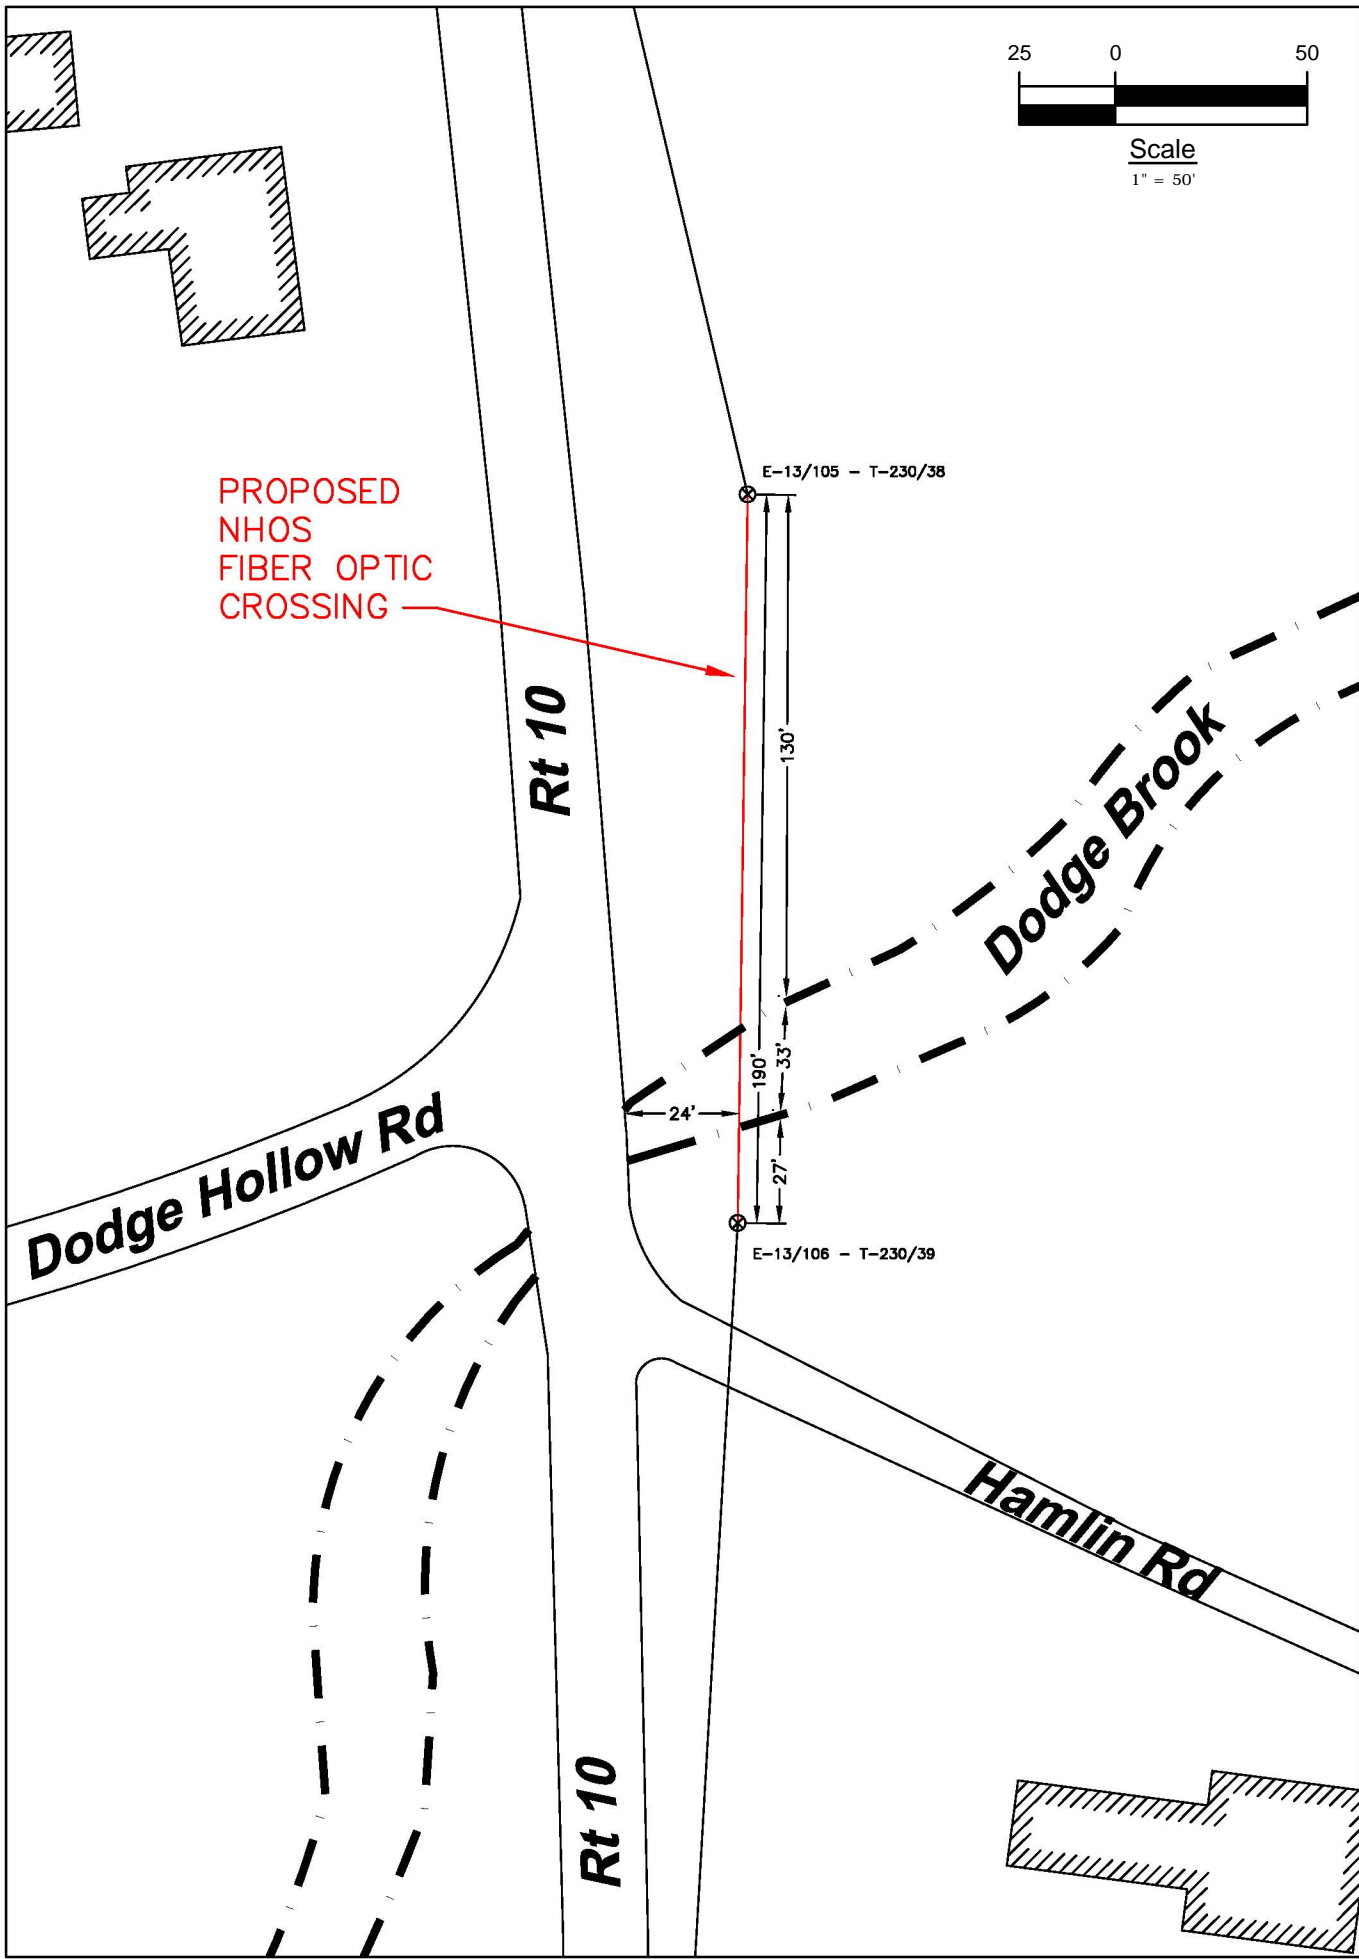 25 0 50
Scale
1" = 50'
E-13/105 - T-230/38
PROPOSED
NHOS
FIBER OPTIC
CROSSING
Rt 10
130'
Dodge Brook
190'
33'
24'
27'
Dodge Hollow Rd
E-13/106 - T-230/39
Hamlin Rd
Rt 10